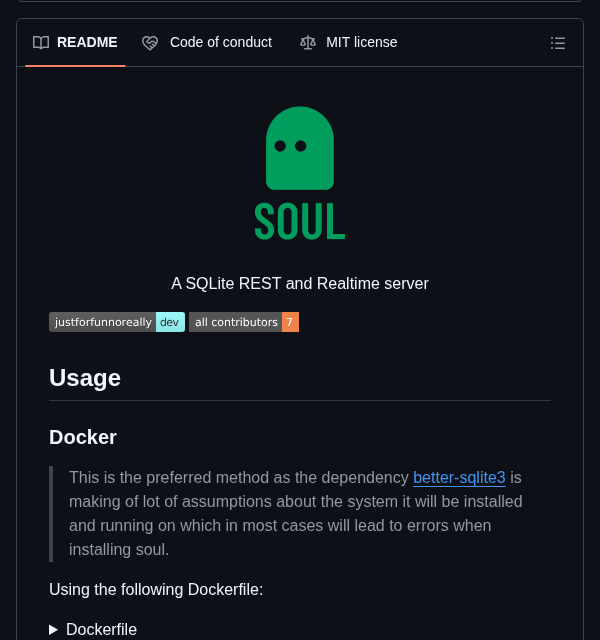 README Code of conduct MIT license
SOUL
A SQLite REST and Realtime server
justforfunnoreally dev all contributors 7
Usage
Docker
This is the preferred method as the dependency better-sqlite3 is
making of lot of assumptions about the system it will be installed
and running on which in most cases will lead to errors when
installing soul.
Using the following Dockerfile:
Dockerfile